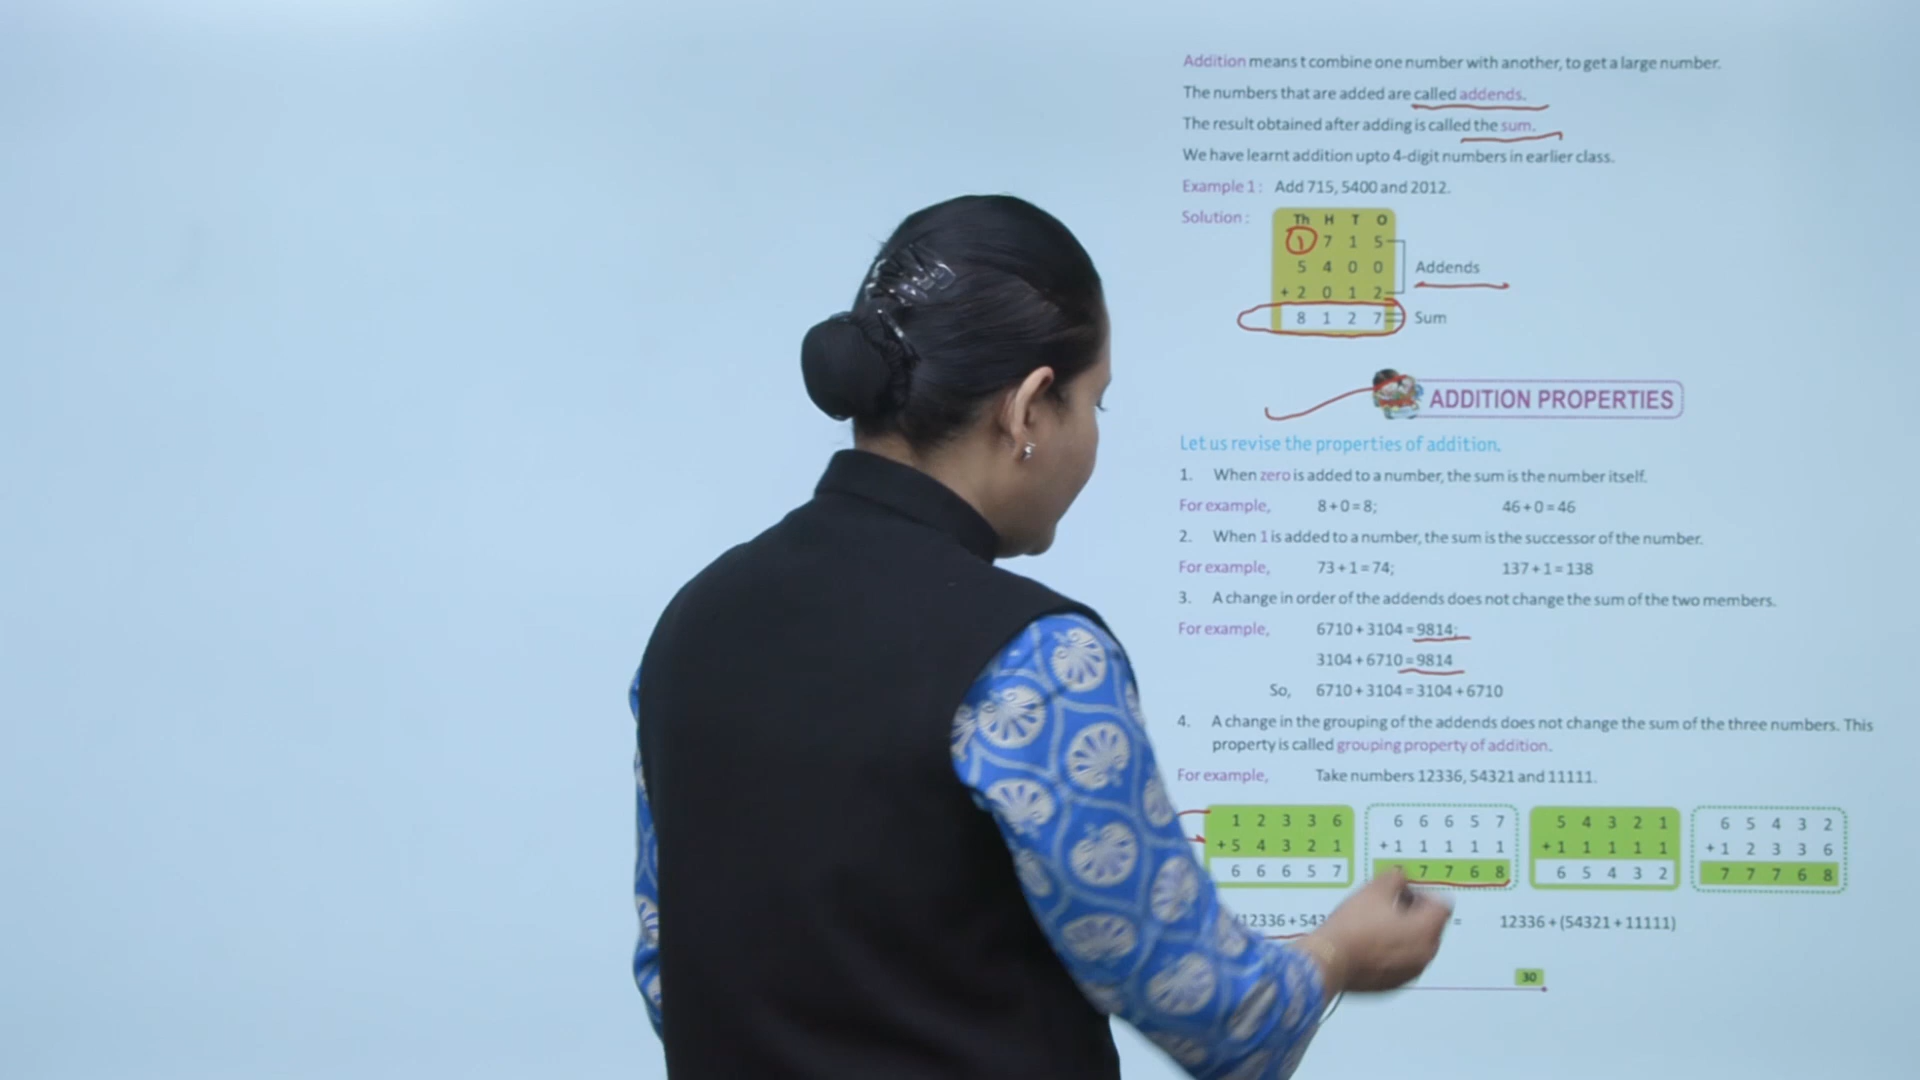 Addition means t combine one number with another, to get a large number.
The numbers that are added are called addends.
The result obtained after adding is called the sum.
We have learnt addition upto 4-digit numbers in earlier class.
Example 1: Add 715, 5400 and 2012.
Solution:
Th H T O
1 7 1 5
5 4 0 0
Addends
+ 2 0 1 2
8 1 2 7
Sum
ADDITION PROPERTIES
Let us revise the properties of addition.
1. When zero is added to a number, the sum is the number itself.
For example, 8+0=8; 46+0=46
2. When 1 is added to a number, the sum is the successor of the number.
For example, 73+1=74; 137+1=138
3. A change in order of the addends does not change the sum of the two members.
For example, 6710+3104=9814;
3104+6710=9814
So, 6710+3104=3104+6710
4. A change in the grouping of the addends does not change the sum of the three numbers. This
property is called grouping property of addition.
For example, Take numbers 12336, 54321 and 11111.
1 2 3 3 6
+5 4 3 2 1
6 6 6 5 7
6 6 6 5 7
+1 1 1 1 1
7 7 6 8
5 4 3 2 1
+1 1 1 1 1
6 5 4 3 2
6 5 4 3 2
+1 2 3 3 6
7 7 7 6 8
(12336+543 = 12336+(54321+11111)
30